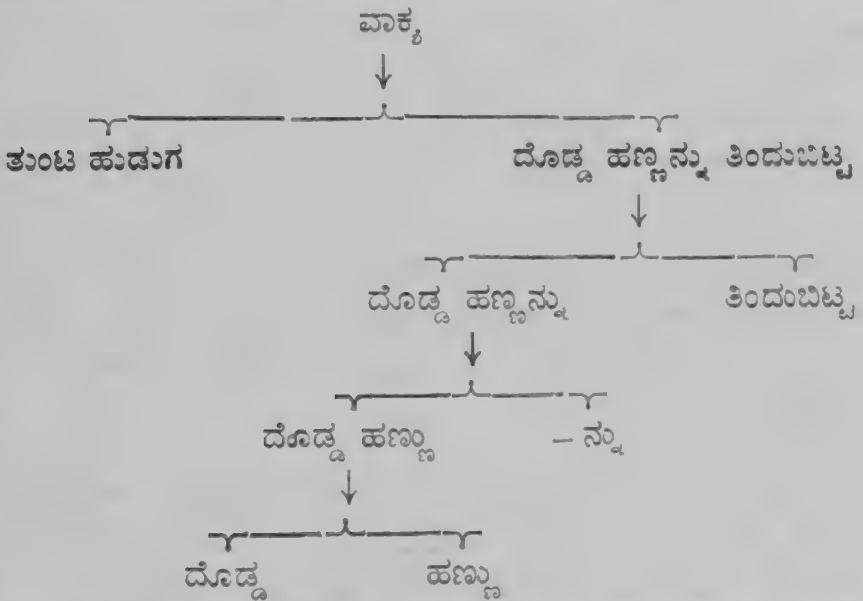 ವಾಕ್ಯ
ತುಂಟ ಹುಡುಗ ದೊಡ್ಡ ಹಣ್ಣನ್ನು ತಿಂದುಬಿಟ್ಟ
ದೊಡ್ಡ ಹಣ್ಣನ್ನು ತಿಂದುಬಿಟ್ಟ
ದೊಡ್ಡ ಹಣ್ಣು – ನ್ನು
ದೊಡ್ಡ ಹಣ್ಣು